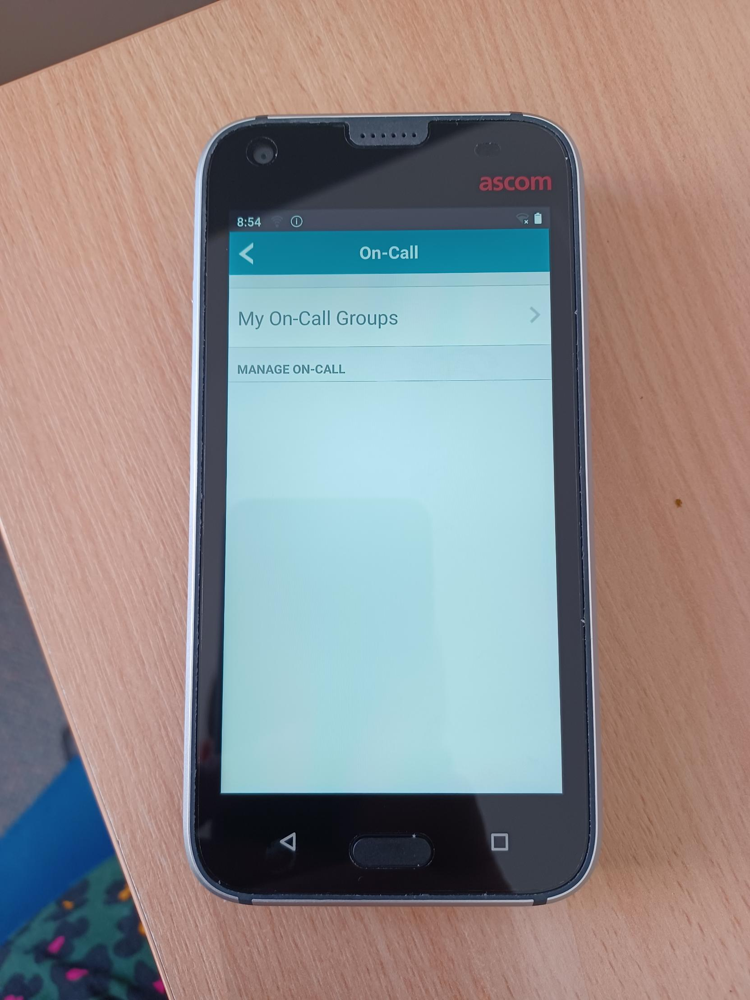 ascom
8:54
On-Call
My On-Call Groups
MANAGE ON-CALL